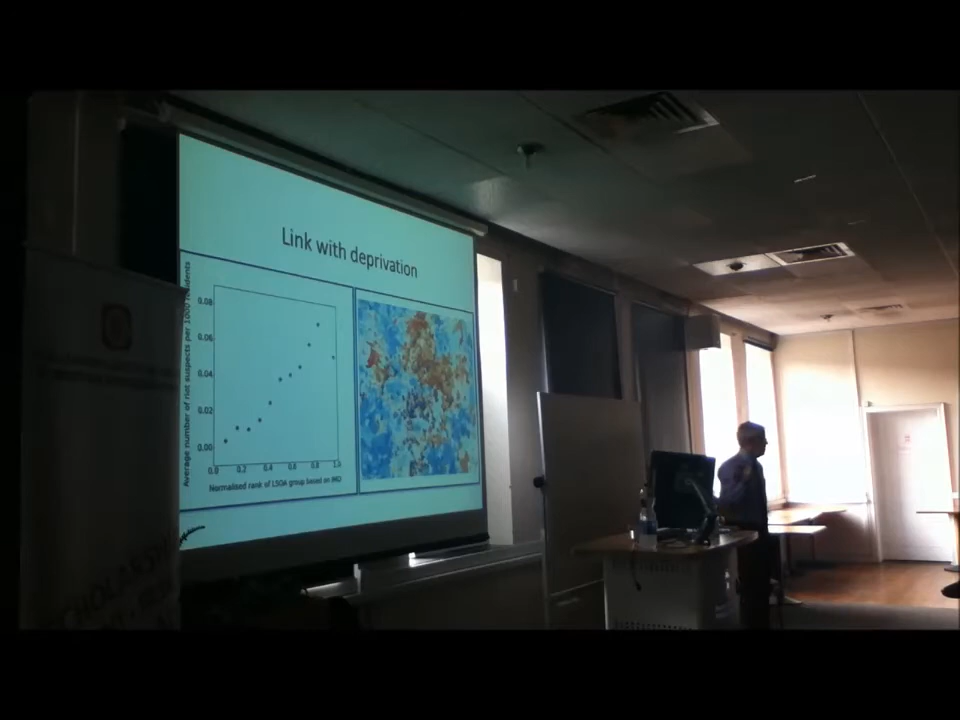 Link with deprivation
Average number of riot suspects per 1000 residents
0.08
0.06
0.04
0.02
0.00
0.0 0.2 0.4 0.6 0.8 1.0
Normalised rank of LSOA group based on IMD
SCHOLARSH